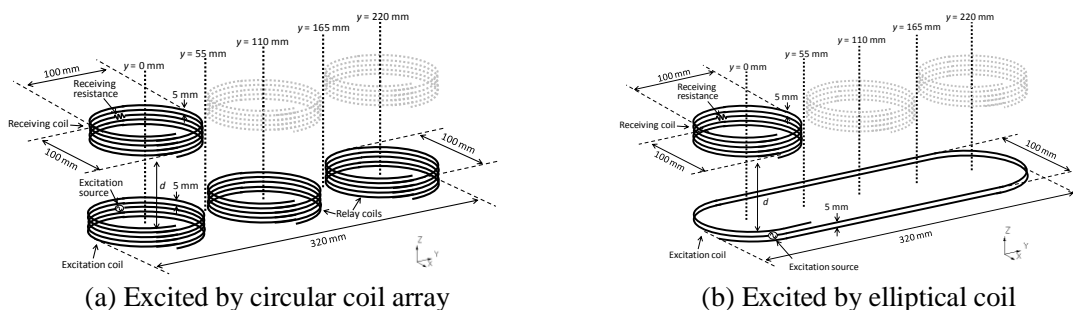 y = 220 mm
y = 165 mm
y = 110 mm
y = 55 mm
y = 0 mm
100 mm
Receiving
resistance
5 mm
Receiving coil
100 mm
Excitation
source
5 mm
d
100 mm
Relay coils
320 mm
Excitation coil
Z
Y
X
(a) Excited by circular coil array
y = 220 mm
y = 165 mm
y = 110 mm
y = 55 mm
y = 0 mm
100 mm
Receiving
resistance
5 mm
Receiving coil
100 mm
d
100 mm
5 mm
320 mm
Excitation
coil
Excitation source
Z
Y
X
(b) Excited by elliptical coil